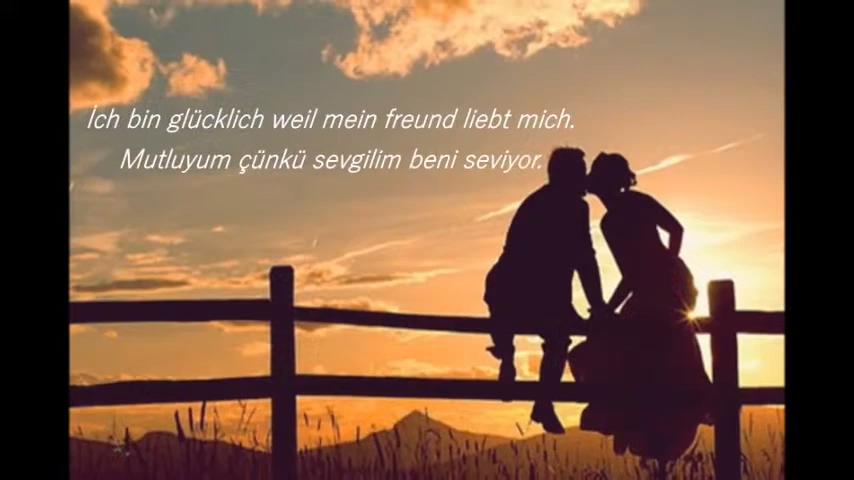 İch bin glücklich weil mein freund liebt mich.
Mutluyum çünkü sevgilim beni seviyor.